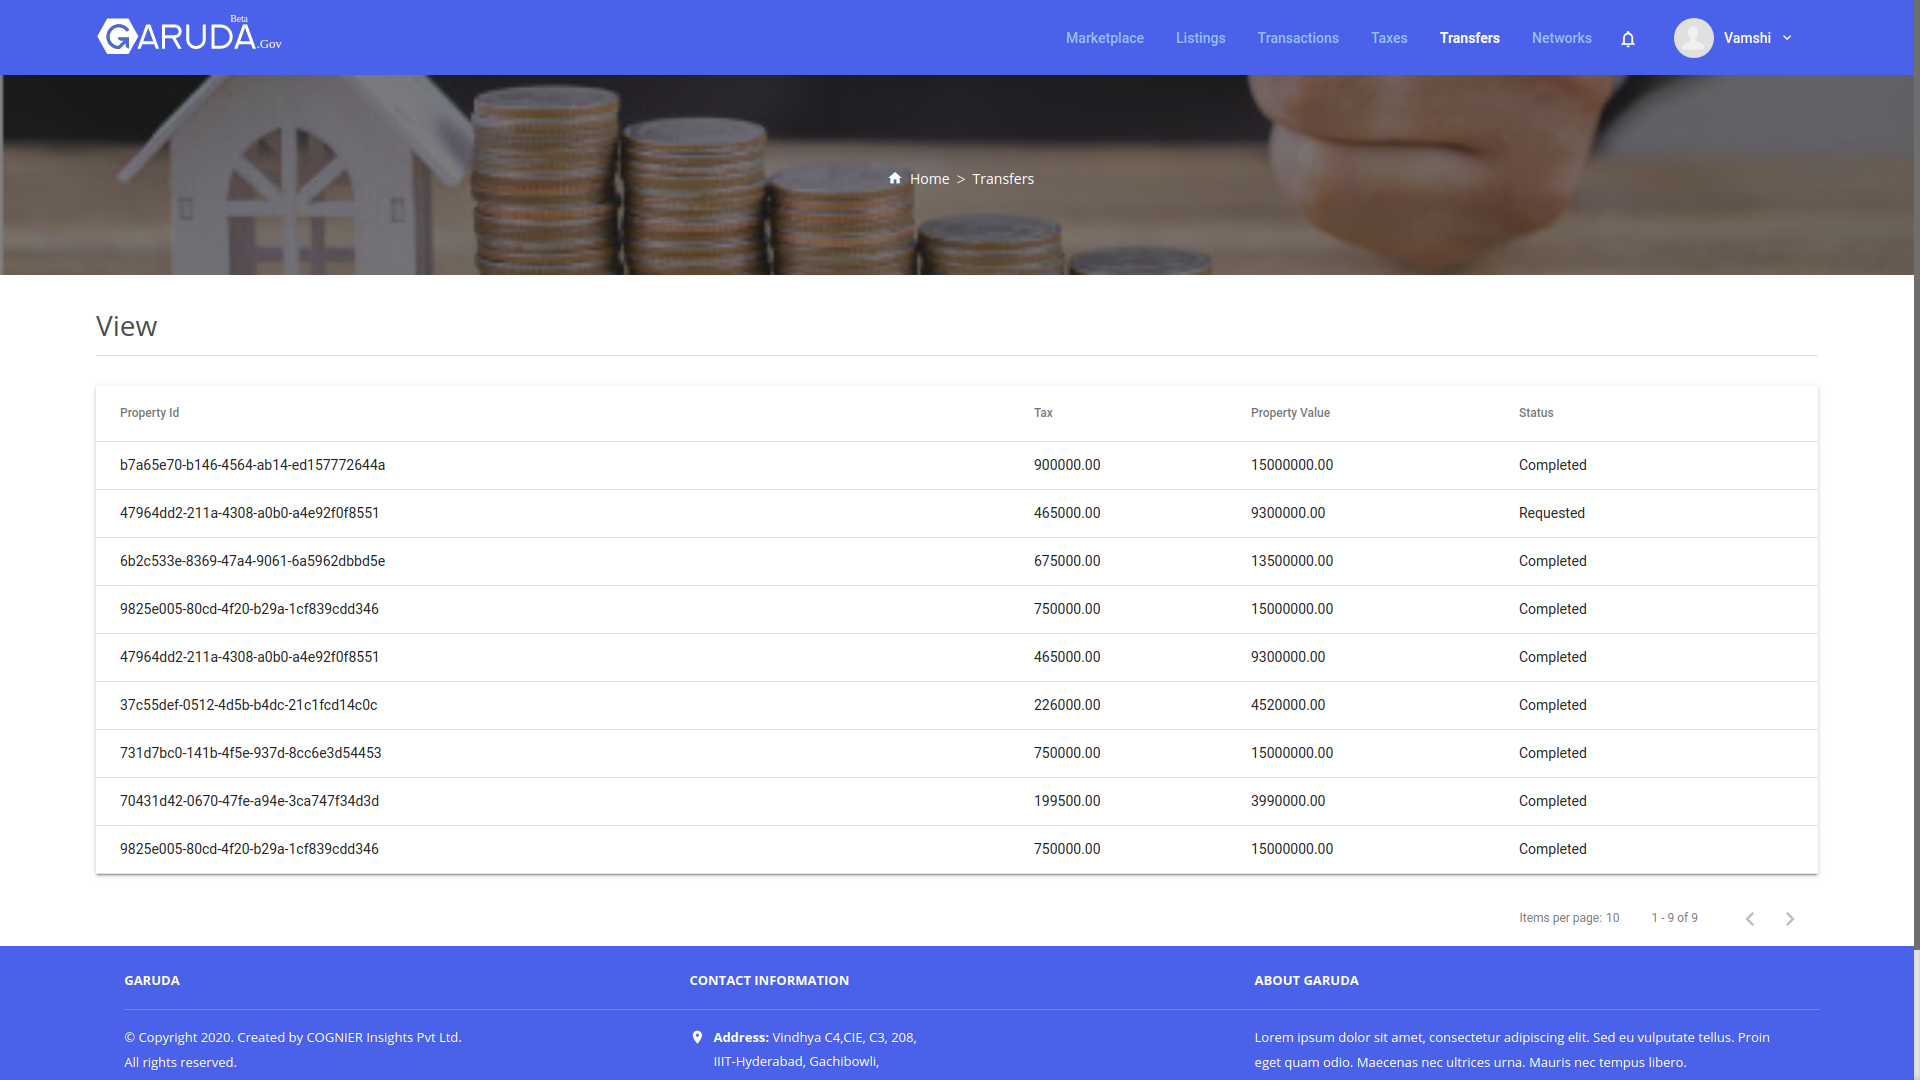 GARUDA.Gov Beta
Marketplace Listings Transactions Taxes Transfers Networks Vamshi
Home > Transfers
View
Property Id Tax Property Value Status
b7a65e70-b146-4564-ab14-ed157772644a 900000.00 15000000.00 Completed
47964dd2-211a-4308-a0b0-a4e92f0f8551 465000.00 9300000.00 Requested
6b2c533e-8369-47a4-9061-6a5962dbbd5e 675000.00 13500000.00 Completed
9825e005-80cd-4f20-b29a-1cf839cdd346 750000.00 15000000.00 Completed
47964dd2-211a-4308-a0b0-a4e92f0f8551 465000.00 9300000.00 Completed
37c55def-0512-4d5b-b4dc-21c1fcd14c0c 226000.00 4520000.00 Completed
731d7bc0-141b-4f5e-937d-8cc6e3d54453 750000.00 15000000.00 Completed
70431d42-0670-47fe-a94e-3ca747f34d3d 199500.00 3990000.00 Completed
9825e005-80cd-4f20-b29a-1cf839cdd346 750000.00 15000000.00 Completed
Items per page: 10 1 - 9 of 9
GARUDA
© Copyright 2020. Created by COGNIER Insights Pvt Ltd.
All rights reserved.
CONTACT INFORMATION
Address: Vindhya C4,CIE, C3, 208,
IIIT-Hyderabad, Gachibowli,
ABOUT GARUDA
Lorem ipsum dolor sit amet, consectetur adipiscing elit. Sed eu vulputate tellus. Proin
eget quam odio. Maecenas nec ultrices urna. Mauris nec tempus libero.